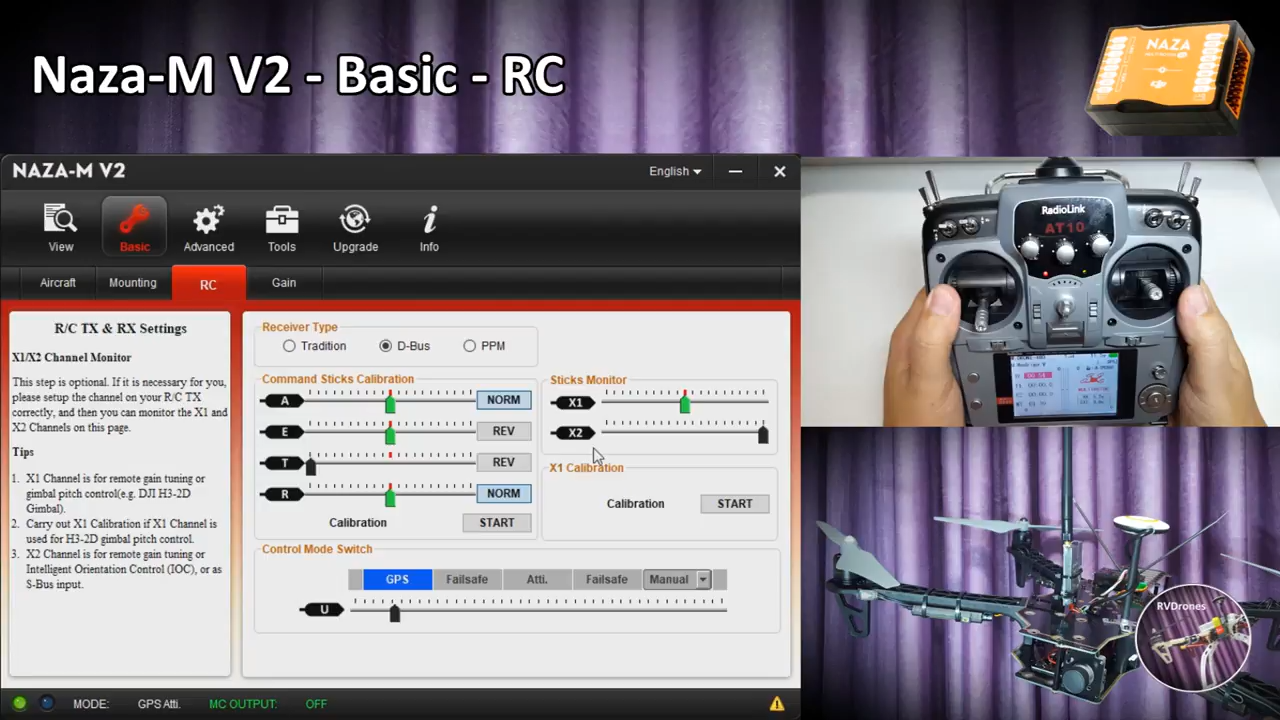 Naza-M V2 - Basic - RC
NAZA
NAZA-M V2
English
View
Basic
Advanced
Tools
Upgrade
Info
Aircraft
Mounting
RC
Gain
R/C TX & RX Settings
X1/X2 Channel Monitor
This step is optional. If it is necessary for you,
please setup the channel on your R/C TX
correctly, and then you can monitor the X1 and
X2 Channels on this page.
Tips
1. X1 Channel is for remote gain tuning or
gimbal pitch control(e.g. DJI H3-2D
Gimbal).
2. Carry out X1 Calibration if X1 Channel is
used for H3-2D gimbal pitch control.
3. X2 Channel is for remote gain tuning or
Intelligent Orientation Control (IOC), or as
S-Bus input.
Receiver Type
Tradition
D-Bus
PPM
Command Sticks Calibration
A
NORM
E
REV
T
REV
R
NORM
Calibration
START
Sticks Monitor
X1
X2
X1 Calibration
Calibration
START
Control Mode Switch
GPS
Failsafe
Atti.
Failsafe
Manual
U
MODE:
GPS Atti.
MC OUTPUT:
OFF
RadioLink
AT10
RVDrones